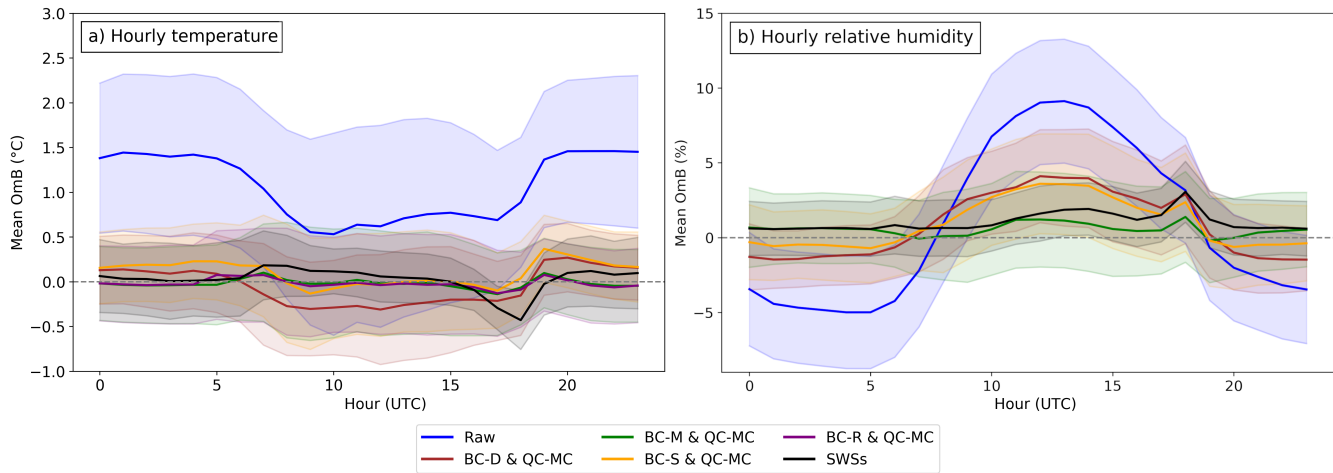 a) Hourly temperature
Mean OmB (°C)
3.0
2.5
2.0
1.5
1.0
0.5
0.0
−0.5
−1.0
0 5 10 15 20
Hour (UTC)
b) Hourly relative humidity
Mean OmB (%)
15
10
5
0
−5
0 5 10 15 20
Hour (UTC)
Raw BC-M & QC-MC BC-R & QC-MC
BC-D & QC-MC BC-S & QC-MC SWSs